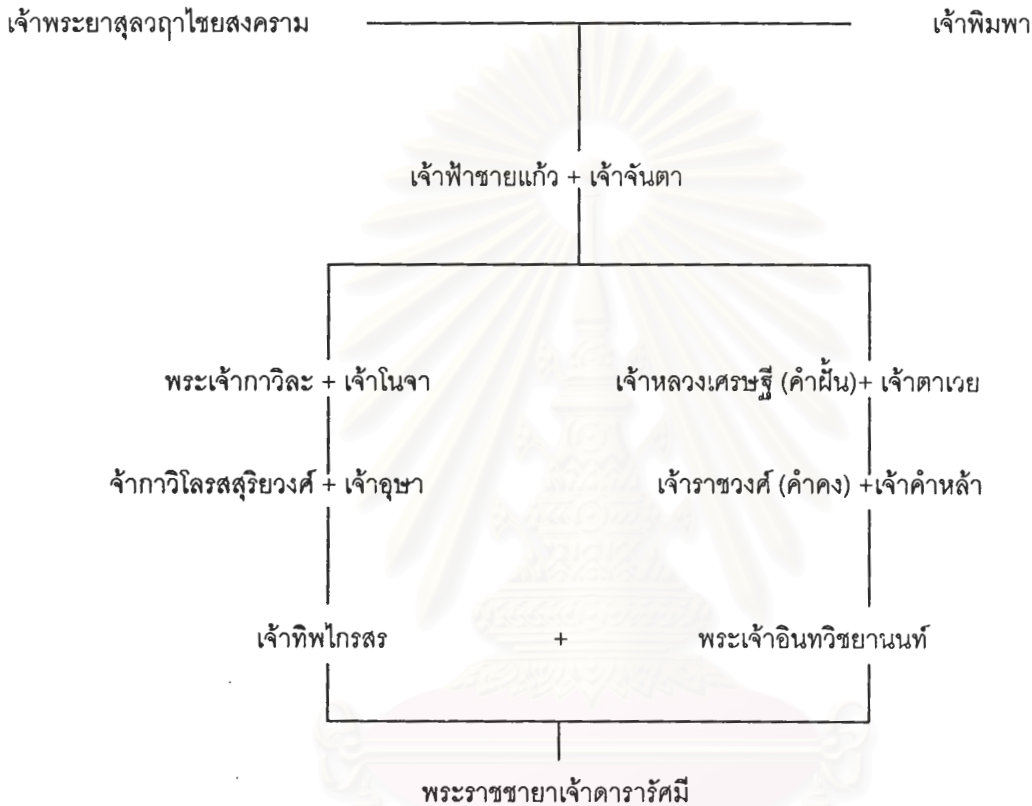 เจ้าพระยาสุลวฤาไชยสงคราม เจ้าพิมพา
เจ้าฟ้าชายแก้ว + เจ้าจันตา
พระเจ้ากาวิละ + เจ้าโนจา เจ้าหลวงเศรษฐี (คำฝั้น)+ เจ้าตาเวย
จ้ากาวิโลรสสุริยวงศ์ + เจ้าอุษา เจ้าราชวงศ์ (คำคง) +เจ้าคำหล้า
เจ้าทิพไกรสร + พระเจ้าอินทวิชยานนท์
พระราชชายาเจ้าดารารัศมี